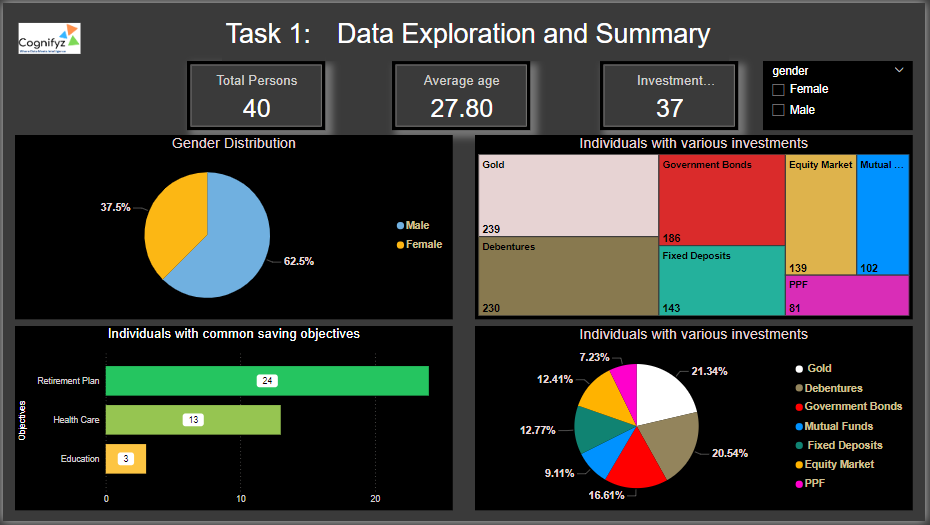 Cognifyz
Task 1: Data Exploration and Summary
Total Persons
40
Average age
27.80
Investment...
37
gender
Female
Male
Gender Distribution
37.5%
62.5%
Male
Female
Individuals with various investments
Gold
239
Debentures
230
Government Bonds
186
Fixed Deposits
143
Equity Market
139
Mutual ...
102
PPF
81
Individuals with common saving objectives
Objectives
Retirement Plan
24
Health Care
13
Education
3
0
10
20
Individuals with various investments
7.23%
21.34%
12.41%
12.77%
20.54%
9.11%
16.61%
Gold
Debentures
Government Bonds
Mutual Funds
Fixed Deposits
Equity Market
PPF